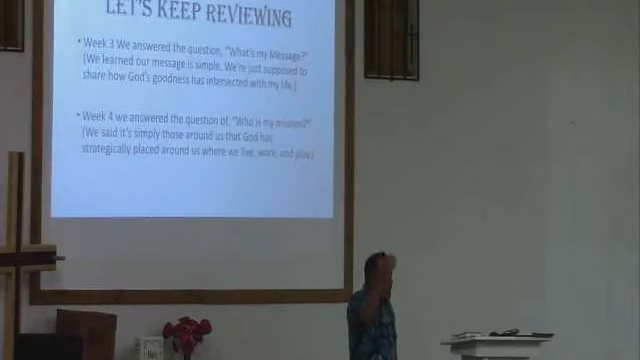 LET'S KEEP REVIEWING
• Week 3 We answered the question, "What's my Message?"
(We learned our message is simple. We're just supposed to
share how God's goodness has intersected with my life.)
• Week 4 we answered the question of, "Who is my mission?"
(We said it's simply those around us that God has
strategically placed around us where we live, work, and play)